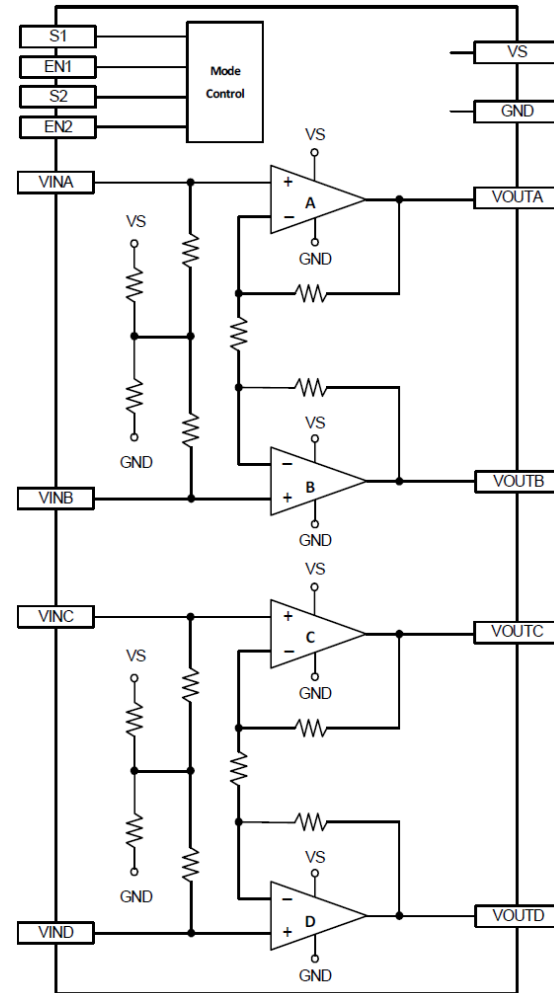 S1
EN1
S2
EN2
Mode
Control
VS
GND
VINA
VS
+
A
−
GND
VOUTA
VS
GND
VS
−
B
+
GND
VINB
VOUTB
VINC
VS
+
C
−
GND
VOUTC
VS
GND
VS
−
D
+
GND
VIND
VOUTD